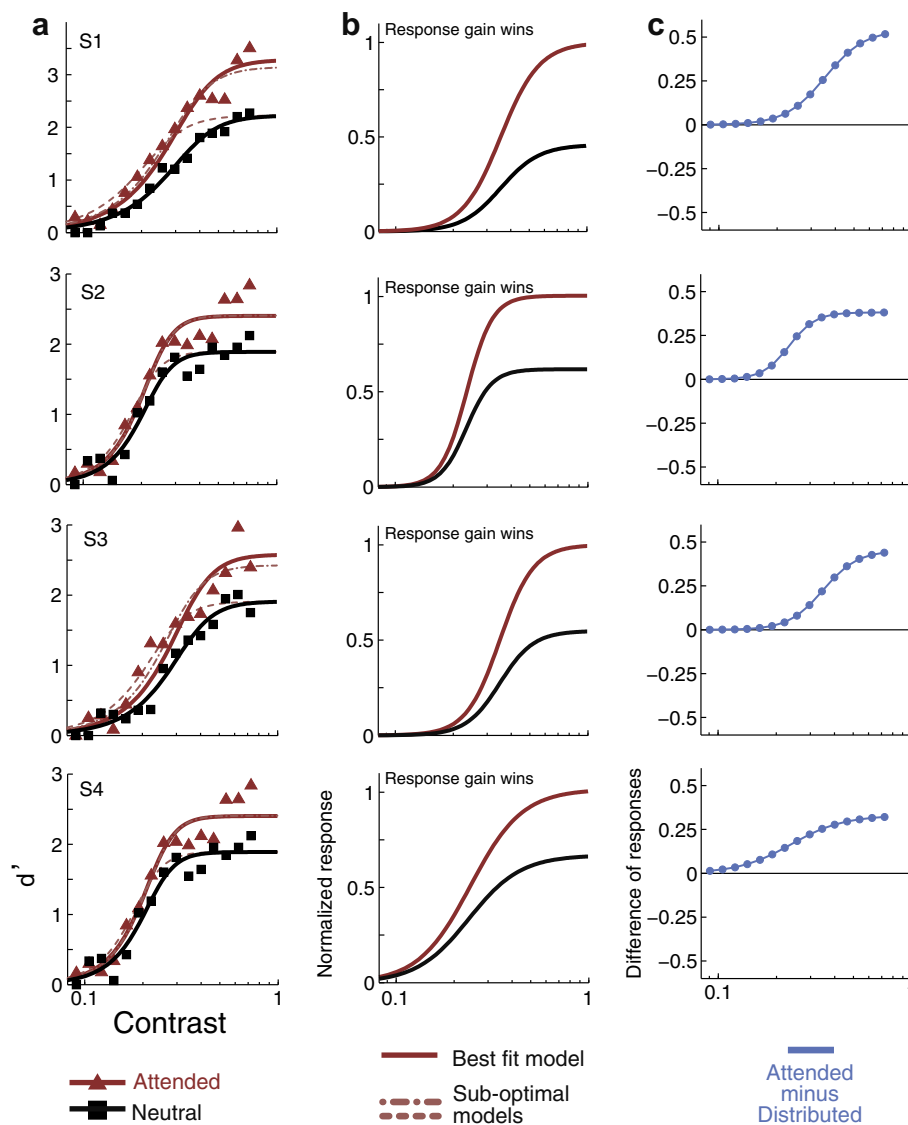 a
b
c
S1
3
2
1
0
Response gain wins
1
0.5
0
0.5
0.25
0
−0.25
−0.5
S2
3
2
1
0
Response gain wins
1
0.5
0
0.5
0.25
0
−0.25
−0.5
S3
3
2
1
0
Response gain wins
1
0.5
0
0.5
0.25
0
−0.25
−0.5
S4
3
2
1
0
d'
0.1
1
Contrast
Response gain wins
1
0.5
0
Normalized response
0.1
1
0.5
0.25
0
−0.25
−0.5
Difference of responses
0.1
1
Attended
Neutral
Best fit model
Sub-optimal
models
Attended
minus
Distributed